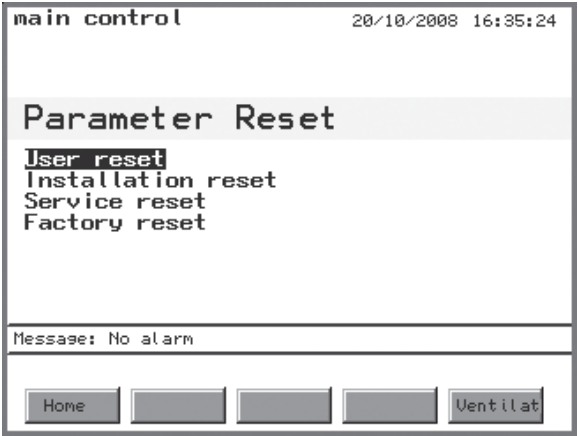 main control 20/10/2008 16:35:24
Parameter Reset
User reset
Installation reset
Service reset
Factory reset
Message: No alarm
Home Ventilat